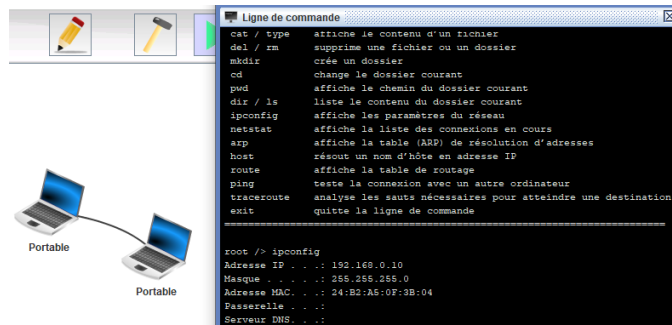 Ligne de commande
cat / type affiche le contenu d'un fichier
del / rm supprime une fichier ou un dossier
mkdir crée un dossier
cd change le dossier courant
pwd affiche le chemin du dossier courant
dir / ls liste le contenu du dossier courant
ipconfig affiche les paramètres du réseau
netstat affiche la liste des connexions en cours
arp affiche la table (ARP) de résolution d'adresses
host résout un nom d'hôte en adresse IP
route affiche la table de routage
ping teste la connexion avec un autre ordinateur
traceroute analyse les sauts nécessaires pour atteindre une destination
exit quitte la ligne de commande
root /> ipconfig
Adresse IP . . .: 192.168.0.10
Masque . . . . .: 255.255.255.0
Adresse MAC. . .: 24:B2:A5:0F:3B:04
Passerelle . . .:
Serveur DNS. . .:
Portable
Portable